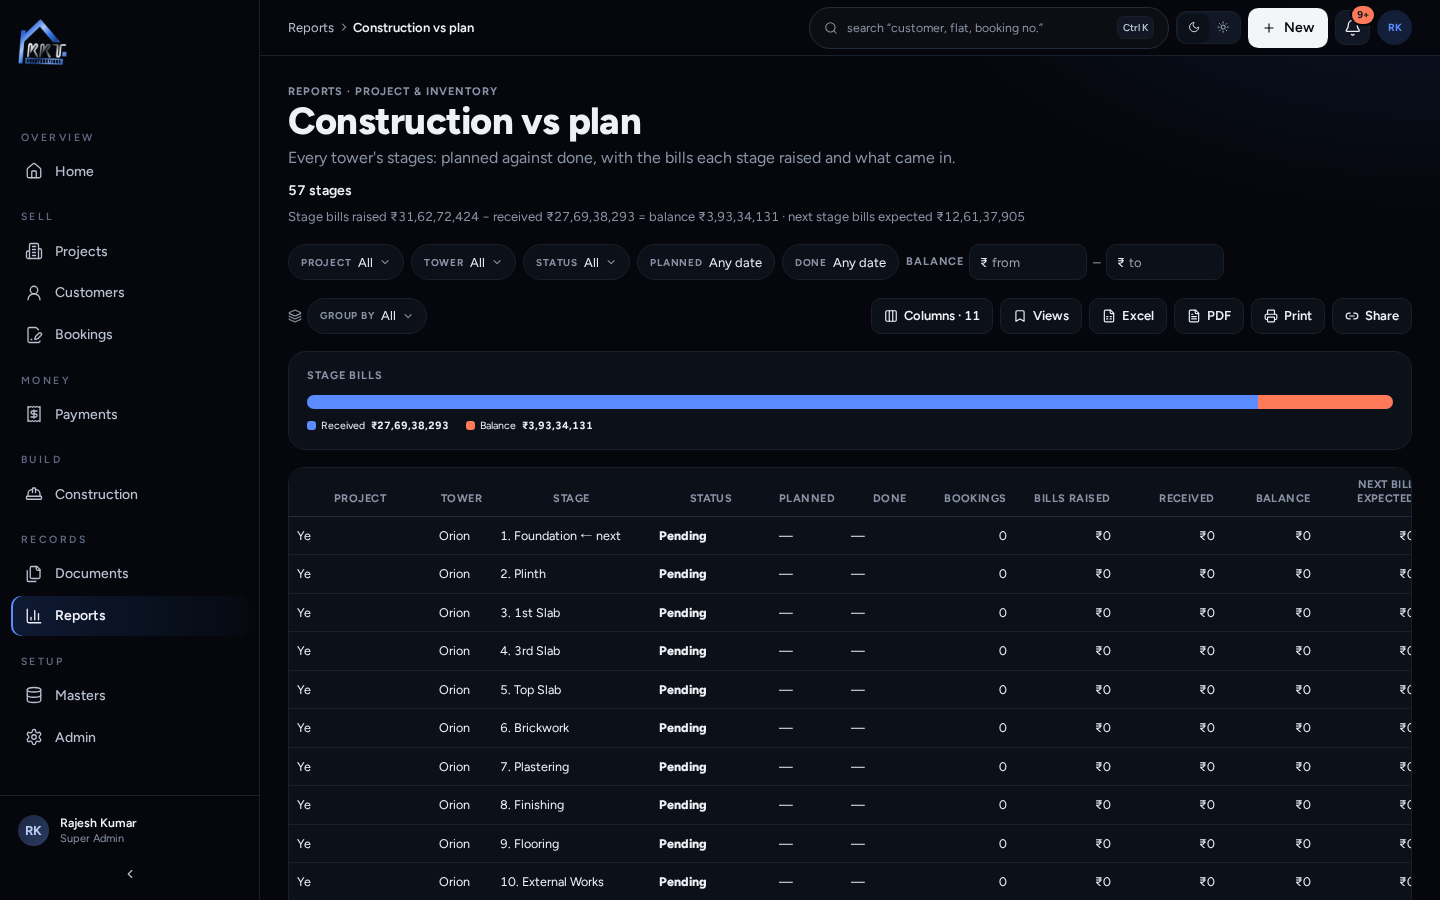 Reports > Construction vs plan
search “customer, flat, booking no.”
Ctrl K
New
9+
RK
OVERVIEW
Home
SELL
Projects
Customers
Bookings
MONEY
Payments
BUILD
Construction
RECORDS
Documents
Reports
SETUP
Masters
Admin
RK
Rajesh Kumar
Super Admin
REPORTS · PROJECT & INVENTORY
Construction vs plan
Every tower's stages: planned against done, with the bills each stage raised and what came in.
57 stages
Stage bills raised ₹31,62,72,424 − received ₹27,69,38,293 = balance ₹3,93,34,131 · next stage bills expected ₹12,61,37,905
PROJECT All TOWER All STATUS All PLANNED Any date DONE Any date BALANCE ₹ from – ₹ to
GROUP BY All Columns · 11 Views Excel PDF Print Share
STAGE BILLS
Received ₹27,69,38,293 Balance ₹3,93,34,131
PROJECT TOWER STAGE STATUS PLANNED DONE BOOKINGS BILLS RAISED RECEIVED BALANCE NEXT BILL EXPECTED
Ye Orion 1. Foundation ← next Pending — — 0 ₹0 ₹0 ₹0 ₹0
Ye Orion 2. Plinth Pending — — 0 ₹0 ₹0 ₹0 ₹0
Ye Orion 3. 1st Slab Pending — — 0 ₹0 ₹0 ₹0 ₹0
Ye Orion 4. 3rd Slab Pending — — 0 ₹0 ₹0 ₹0 ₹0
Ye Orion 5. Top Slab Pending — — 0 ₹0 ₹0 ₹0 ₹0
Ye Orion 6. Brickwork Pending — — 0 ₹0 ₹0 ₹0 ₹0
Ye Orion 7. Plastering Pending — — 0 ₹0 ₹0 ₹0 ₹0
Ye Orion 8. Finishing Pending — — 0 ₹0 ₹0 ₹0 ₹0
Ye Orion 9. Flooring Pending — — 0 ₹0 ₹0 ₹0 ₹0
Ye Orion 10. External Works Pending — — 0 ₹0 ₹0 ₹0 ₹0